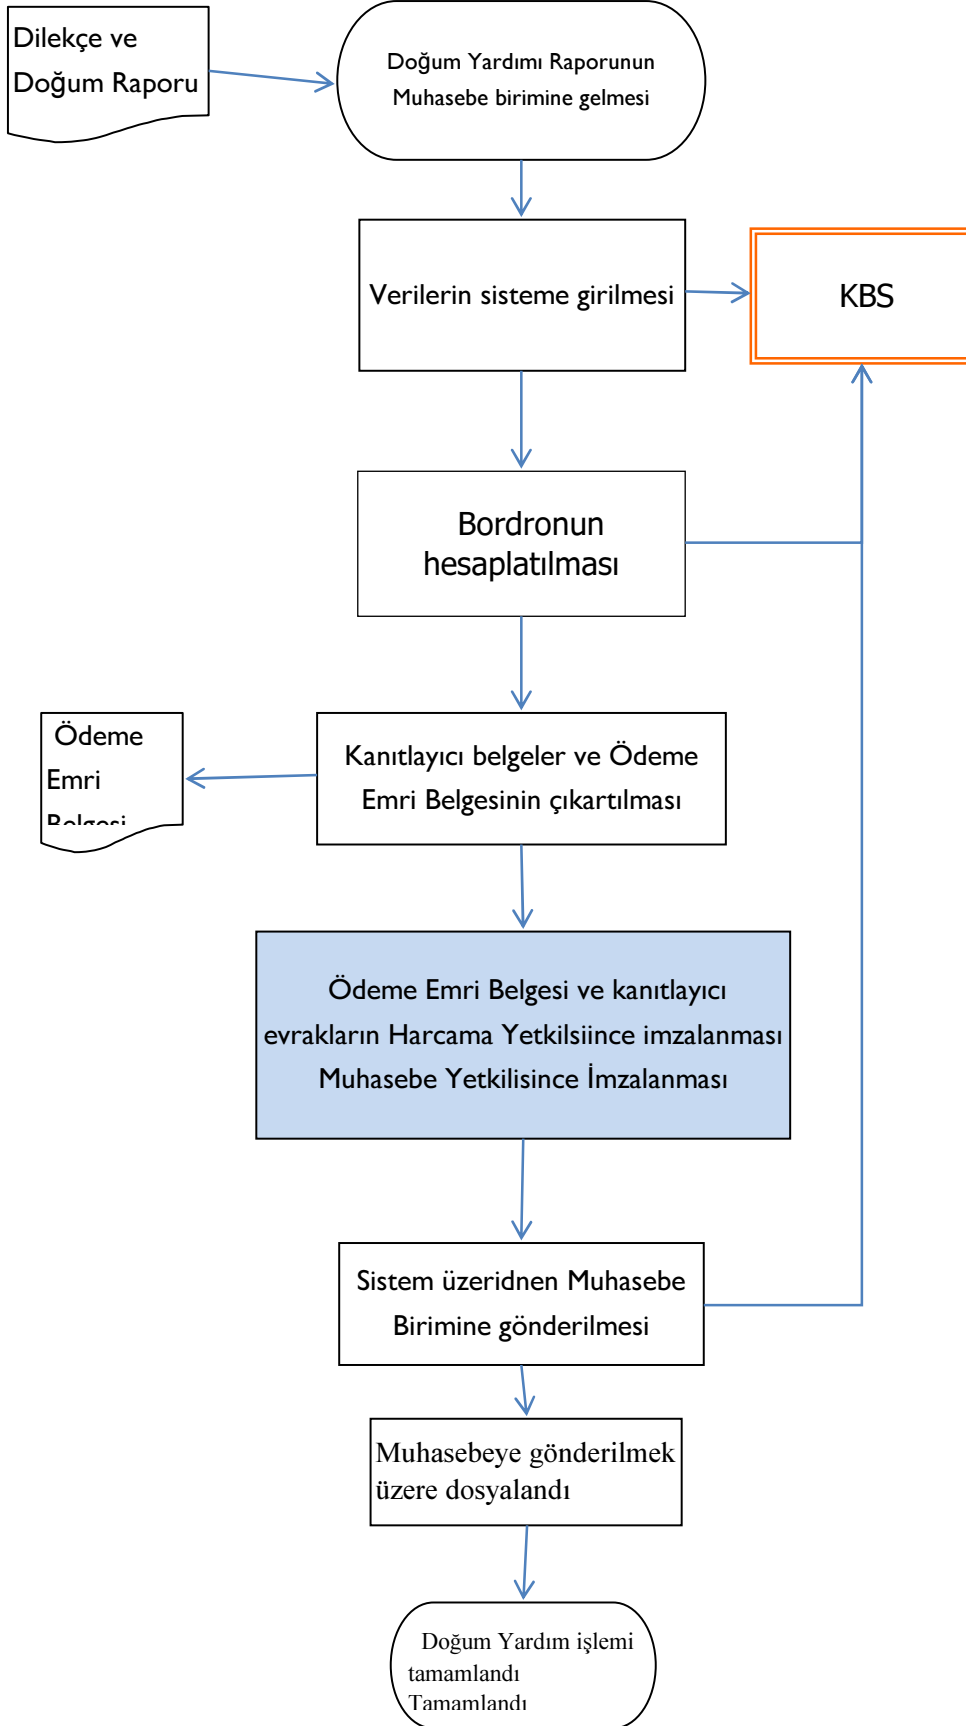 Dilekçe ve
Doğum Raporu
Doğum Yardımı Raporunun
Muhasebe birimine gelmesi
Verilerin sisteme girilmesi
KBS
Bordronun
hesaplatılması
Ödeme
Emri
Belgesi
Kanıtlayıcı belgeler ve Ödeme
Emri Belgesinin çıkartılması
Ödeme Emri Belgesi ve kanıtlayıcı
evrakların Harcama Yetkilsiince imzalanması
Muhasebe Yetkilisince İmzalanması
Sistem üzeridnen Muhasebe
Birimine gönderilmesi
Muhasebeye gönderilmek
üzere dosyalandı
Doğum Yardım işlemi
tamamlandı
Tamamlandı